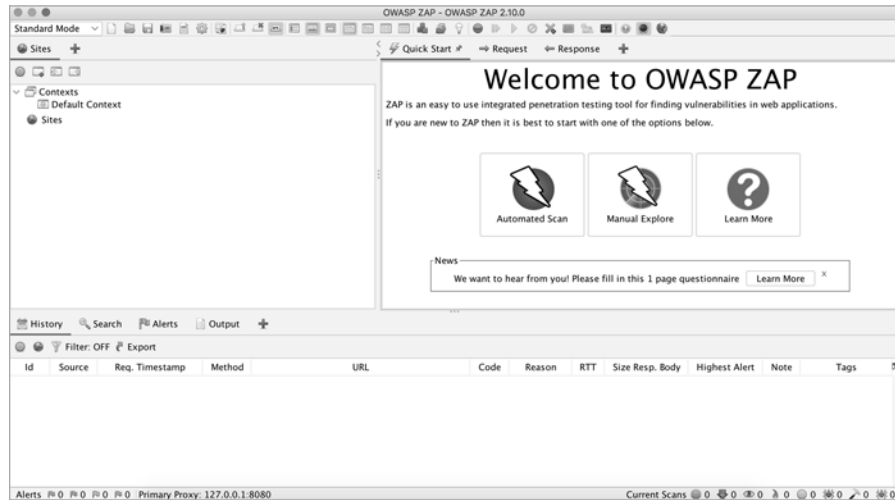 OWASP ZAP - OWASP ZAP 2.10.0
Standard Mode
Sites
Quick Start
Request
Response
Contexts
Default Context
Sites
Welcome to OWASP ZAP
ZAP is an easy to use integrated penetration testing tool for finding vulnerabilities in web applications.
If you are new to ZAP then it is best to start with one of the options below.
Automated Scan
Manual Explore
Learn More
News
We want to hear from you! Please fill in this 1 page questionnaire
Learn More
x
History
Search
Alerts
Output
Filter: OFF
Export
Id Source Req. Timestamp Method URL Code Reason RTT Size Resp. Body Highest Alert Note Tags
Alerts 0 0 0 0 Primary Proxy: 127.0.0.1:8080
Current Scans 0 0 0 0 0 0 0 0